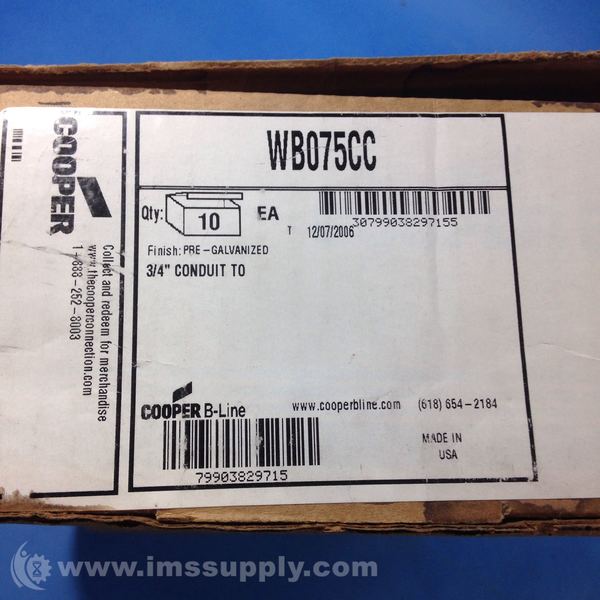 WB075CC
Qty: 10 EA
30799038297155
T 12/07/2006
Finish: PRE-GALVANIZED
3/4" CONDUIT TO
COOPER B-Line
www.cooperbline.com
(618) 654-2184
79903829715
MADE IN
USA
COOPER
Collect and redeem for merchandise
www.thecooperconnection.com
1-888-252-3003
www.imssupply.com